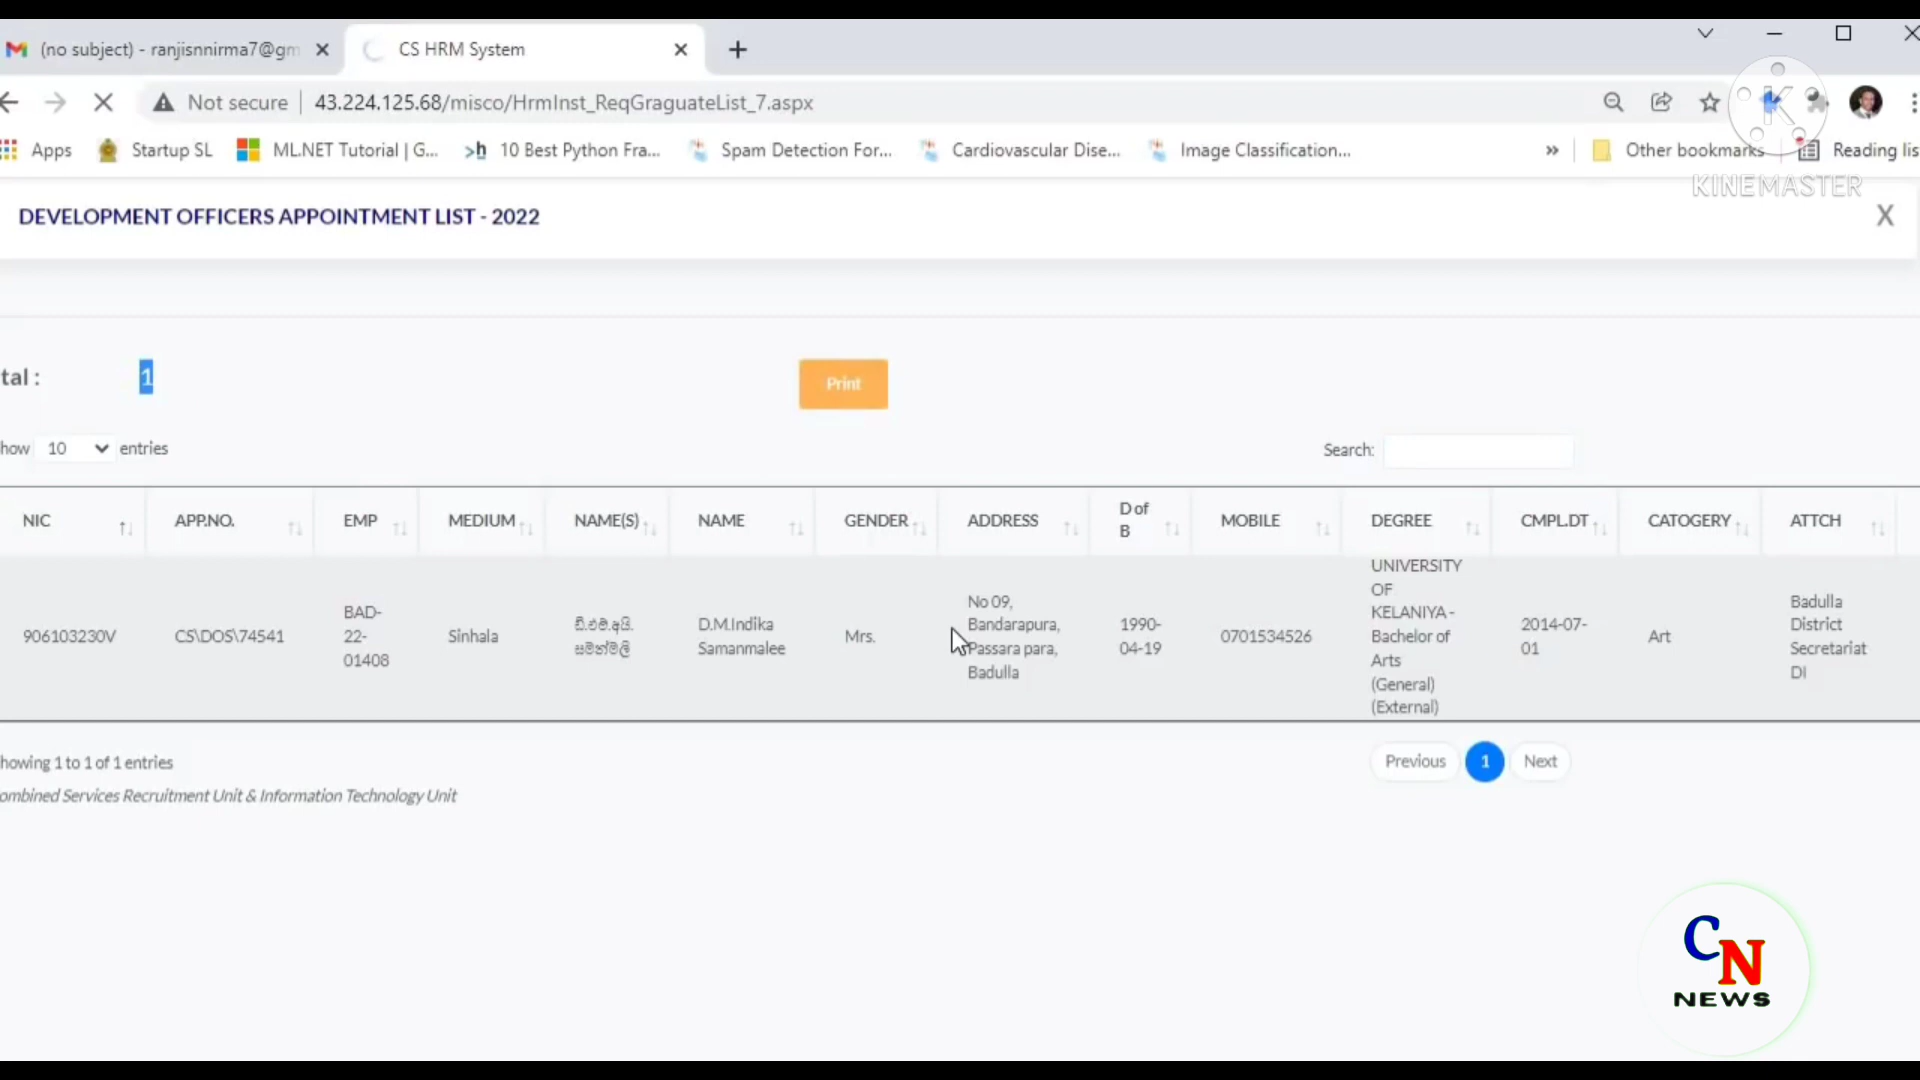 (no subject) - ranjisnnirma7@gm
CS HRM System
Not secure
43.224.125.68/misco/HrmInst_ReqGraguateList_7.aspx
Apps
Startup SL
ML.NET Tutorial | G...
10 Best Python Fra...
Spam Detection For...
Cardiovascular Dise...
Image Classification...
»
Other bookmarks
Reading lis
KINEMASTER
DEVELOPMENT OFFICERS APPOINTMENT LIST - 2022
X
tal :
1
Print
how 10 entries
Search:
NIC
APP.NO.
EMP
MEDIUM
NAME(S)
NAME
GENDER
ADDRESS
D of
B
MOBILE
DEGREE
CMPL.DT
CATOGERY
ATTCH
906103230V
CS\DOS\74541
BAD-
22-
01408
Sinhala
ඩී.එම්.අයි.
සමන්මලී
D.M.Indika
Samanmalee
Mrs.
No 09,
Bandarapura,
Passara para,
Badulla
1990-
04-19
0701534526
UNIVERSITY
OF
KELANIYA -
Bachelor of
Arts
(General)
(External)
2014-07-
01
Art
Badulla
District
Secretariat
DI
howing 1 to 1 of 1 entries
Previous
1
Next
ombined Services Recruitment Unit & Information Technology Unit
CN
NEWS